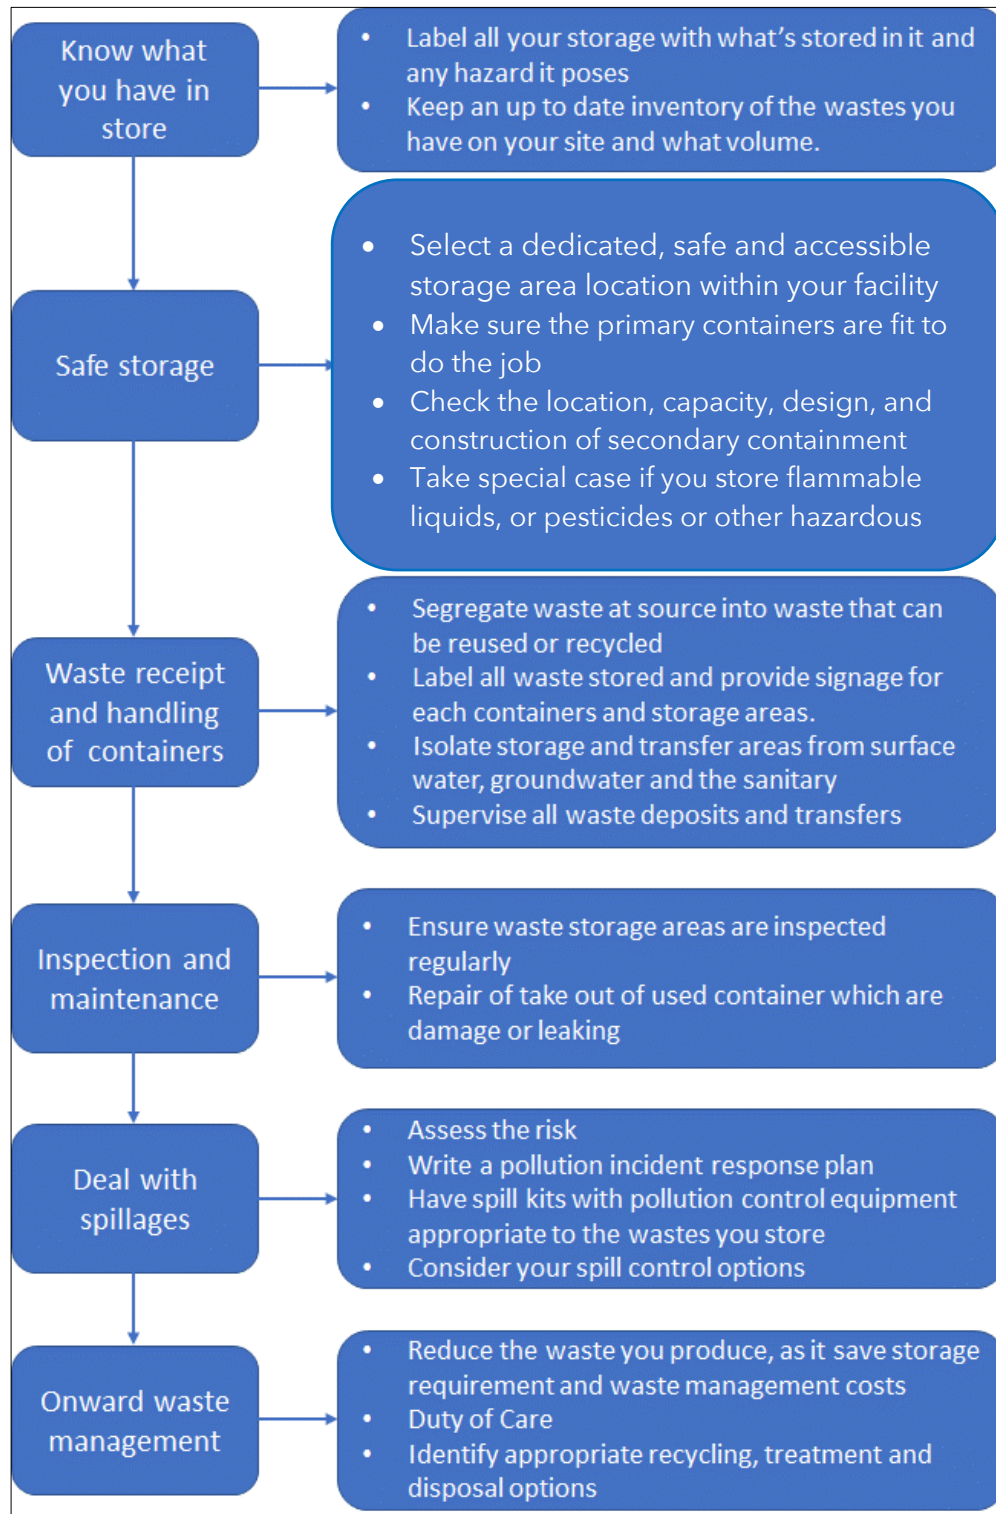 Know what
you have in
store
• Label all your storage with what's stored in it and
any hazard it poses
• Keep an up to date inventory of the wastes you
have on your site and what volume.
Safe storage
• Select a dedicated, safe and accessible
storage area location within your facility
• Make sure the primary containers are fit to
do the job
• Check the location, capacity, design, and
construction of secondary containment
• Take special case if you store flammable
liquids, or pesticides or other hazardous
Waste receipt
and handling
of containers
• Segregate waste at source into waste that can
be reused or recycled
• Label all waste stored and provide signage for
each containers and storage areas.
• Isolate storage and transfer areas from surface
water, groundwater and the sanitary
• Supervise all waste deposits and transfers
Inspection and
maintenance
• Ensure waste storage areas are inspected
regularly
• Repair of take out of used container which are
damage or leaking
Deal with
spillages
• Assess the risk
• Write a pollution incident response plan
• Have spill kits with pollution control equipment
appropriate to the wastes you store
• Consider your spill control options
Onward waste
management
• Reduce the waste you produce, as it save storage
requirement and waste management costs
• Duty of Care
• Identify appropriate recycling, treatment and
disposal options